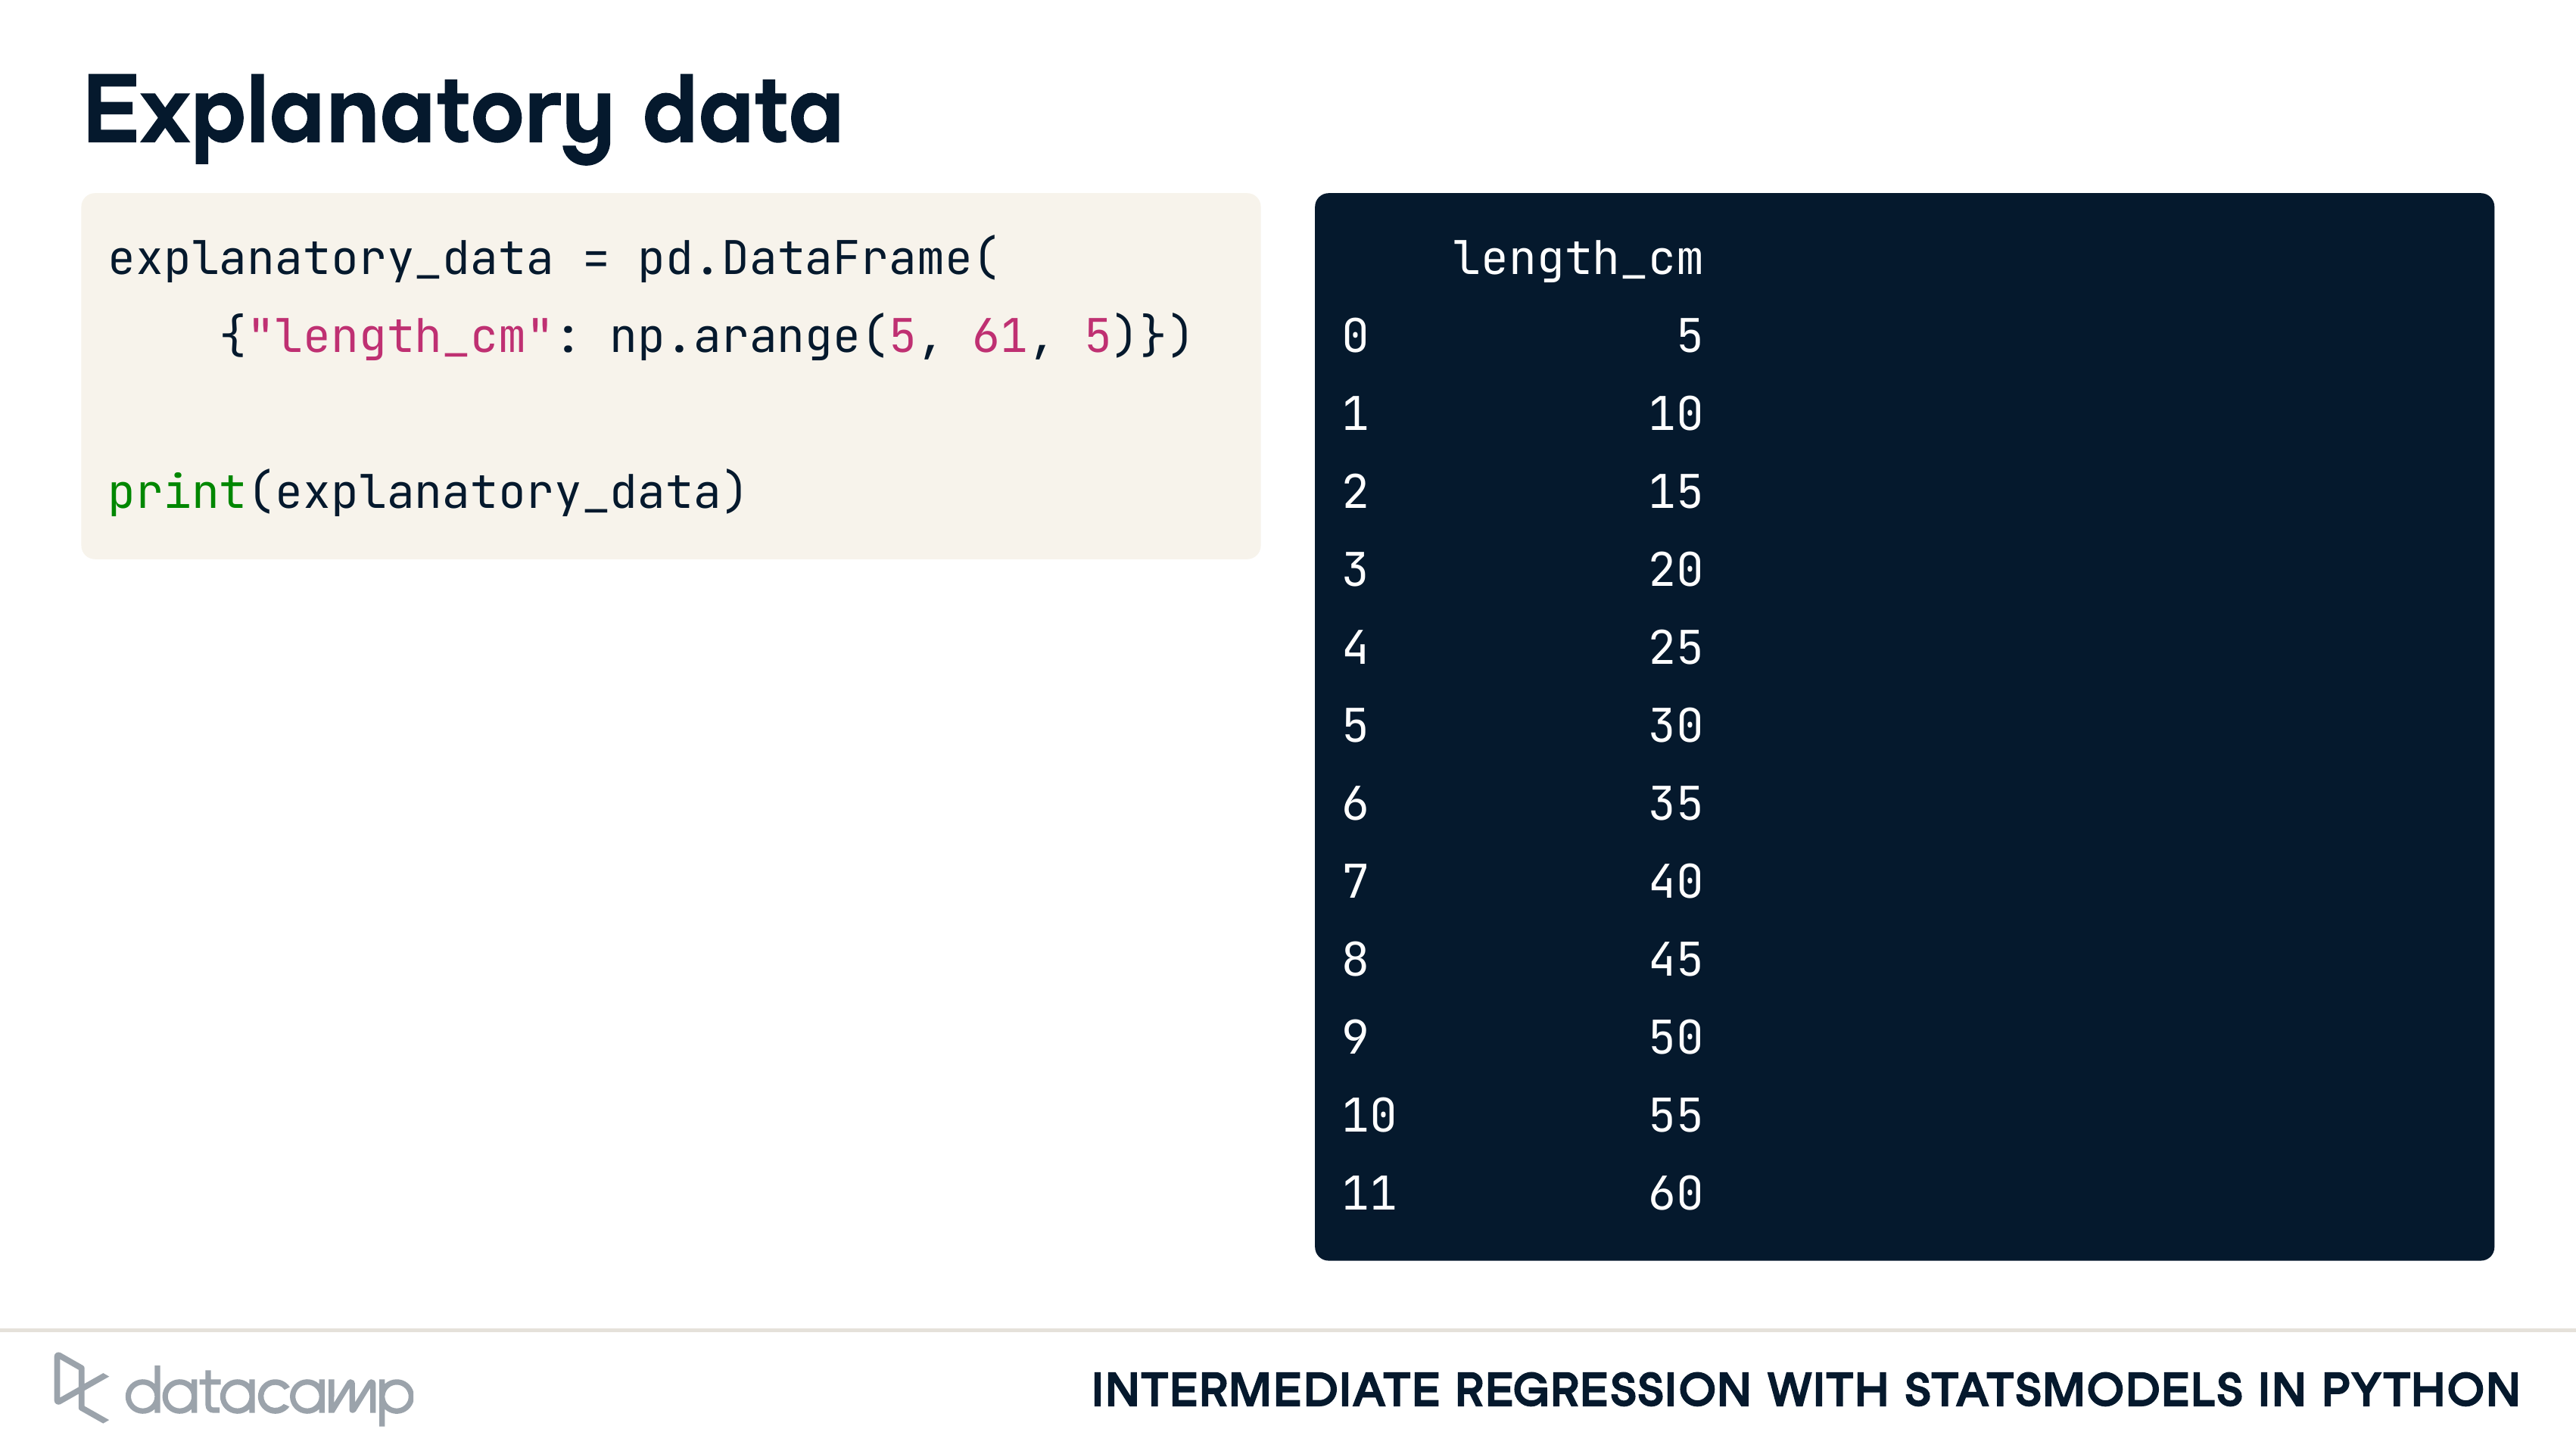 Explanatory data
explanatory_data = pd.DataFrame(
    {"length_cm": np.arange(5, 61, 5)})
print(explanatory_data)
    length_cm
0           5
1          10
2          15
3          20
4          25
5          30
6          35
7          40
8          45
9          50
10         55
11         60
datacamp
INTERMEDIATE REGRESSION WITH STATSMODELS IN PYTHON